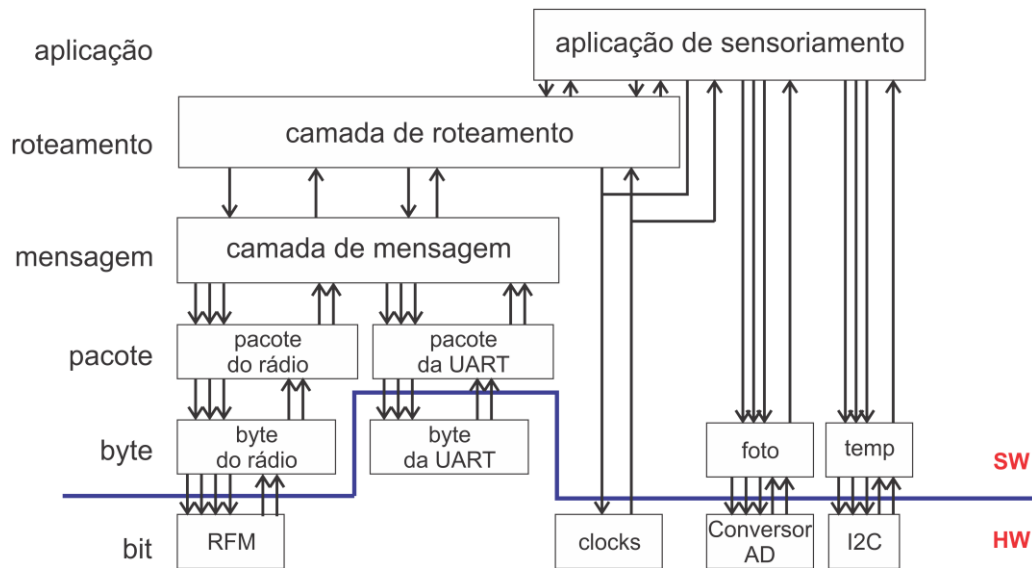 aplicação
aplicação de sensoriamento
roteamento
camada de roteamento
mensagem
camada de mensagem
pacote
pacote
do rádio
pacote
da UART
byte
byte
do rádio
byte
da UART
foto
temp
SW
bit
RFM
clocks
Conversor
AD
I2C
HW